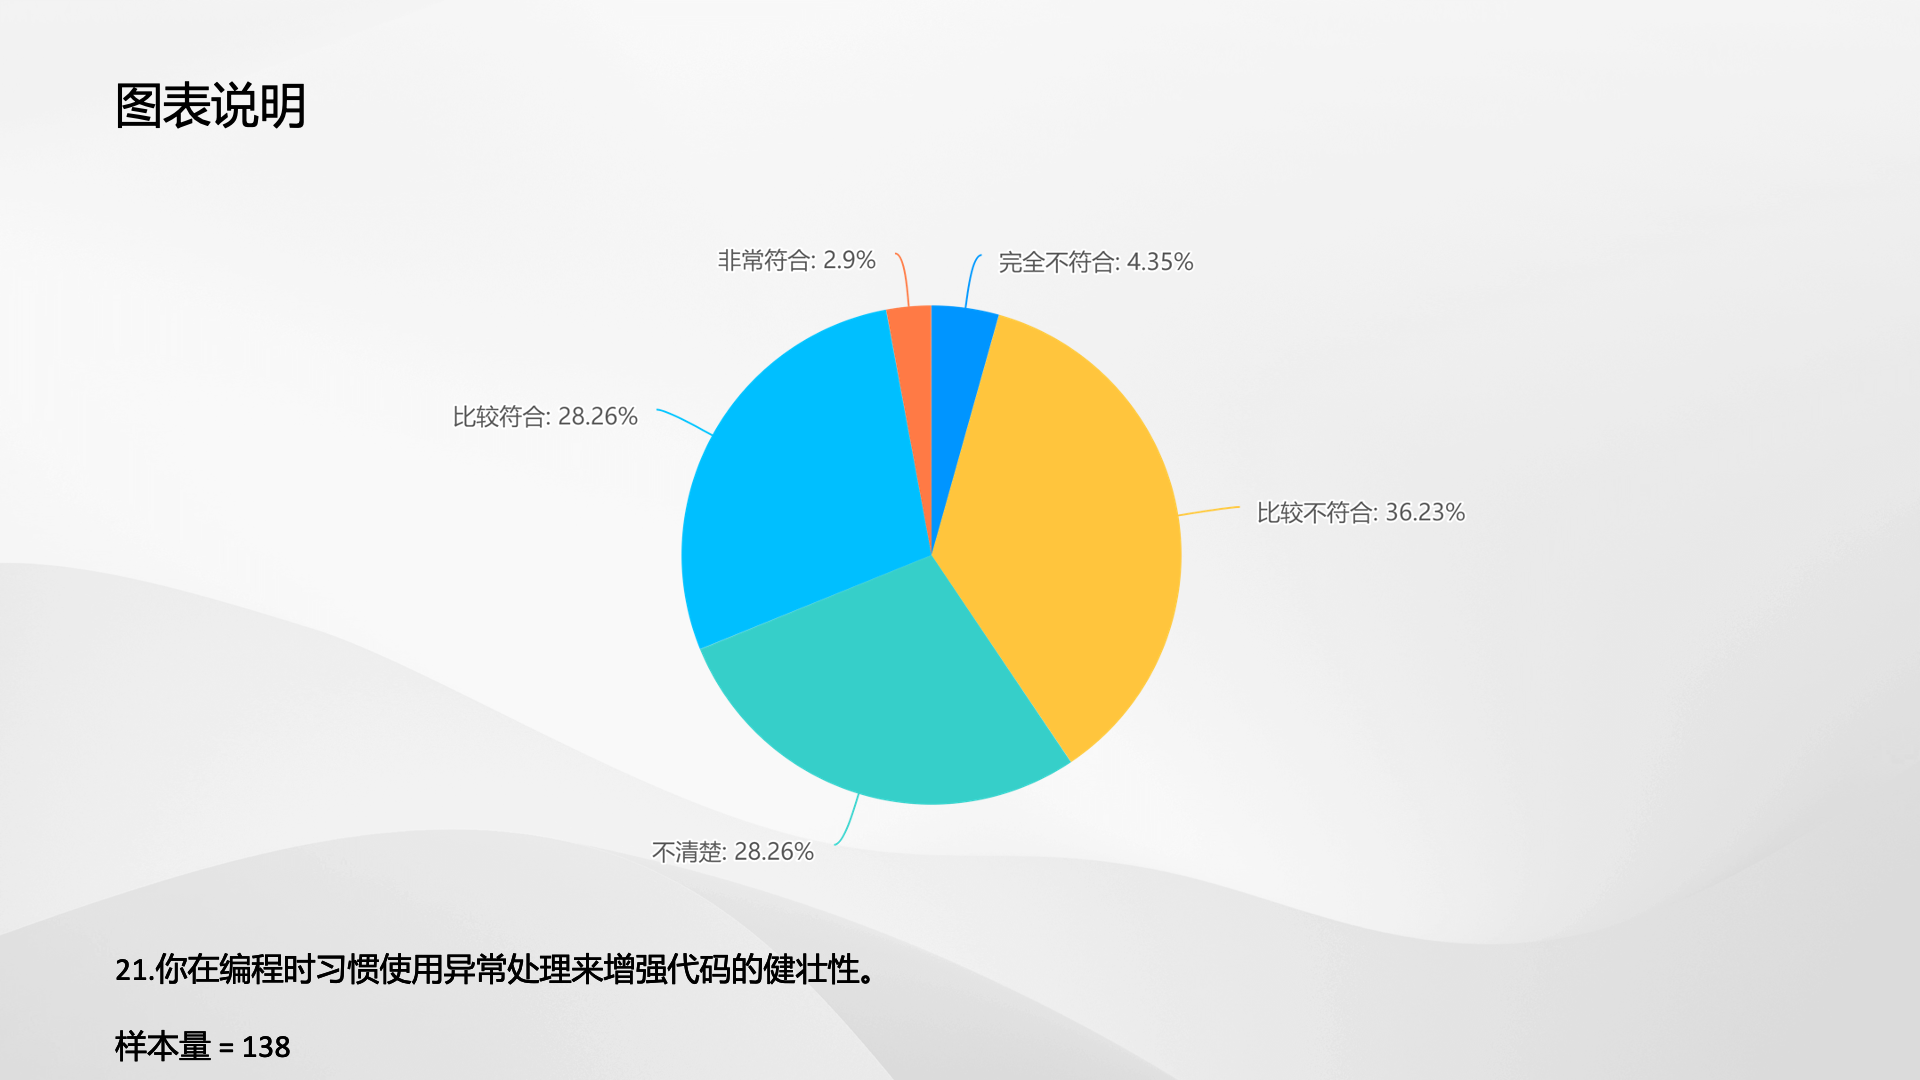 图表说明
非常符合: 2.9%
完全不符合: 4.35%
比较符合: 28.26%
比较不符合: 36.23%
不清楚: 28.26%
21.你在编程时习惯使用异常处理来增强代码的健壮性。
样本量 = 138